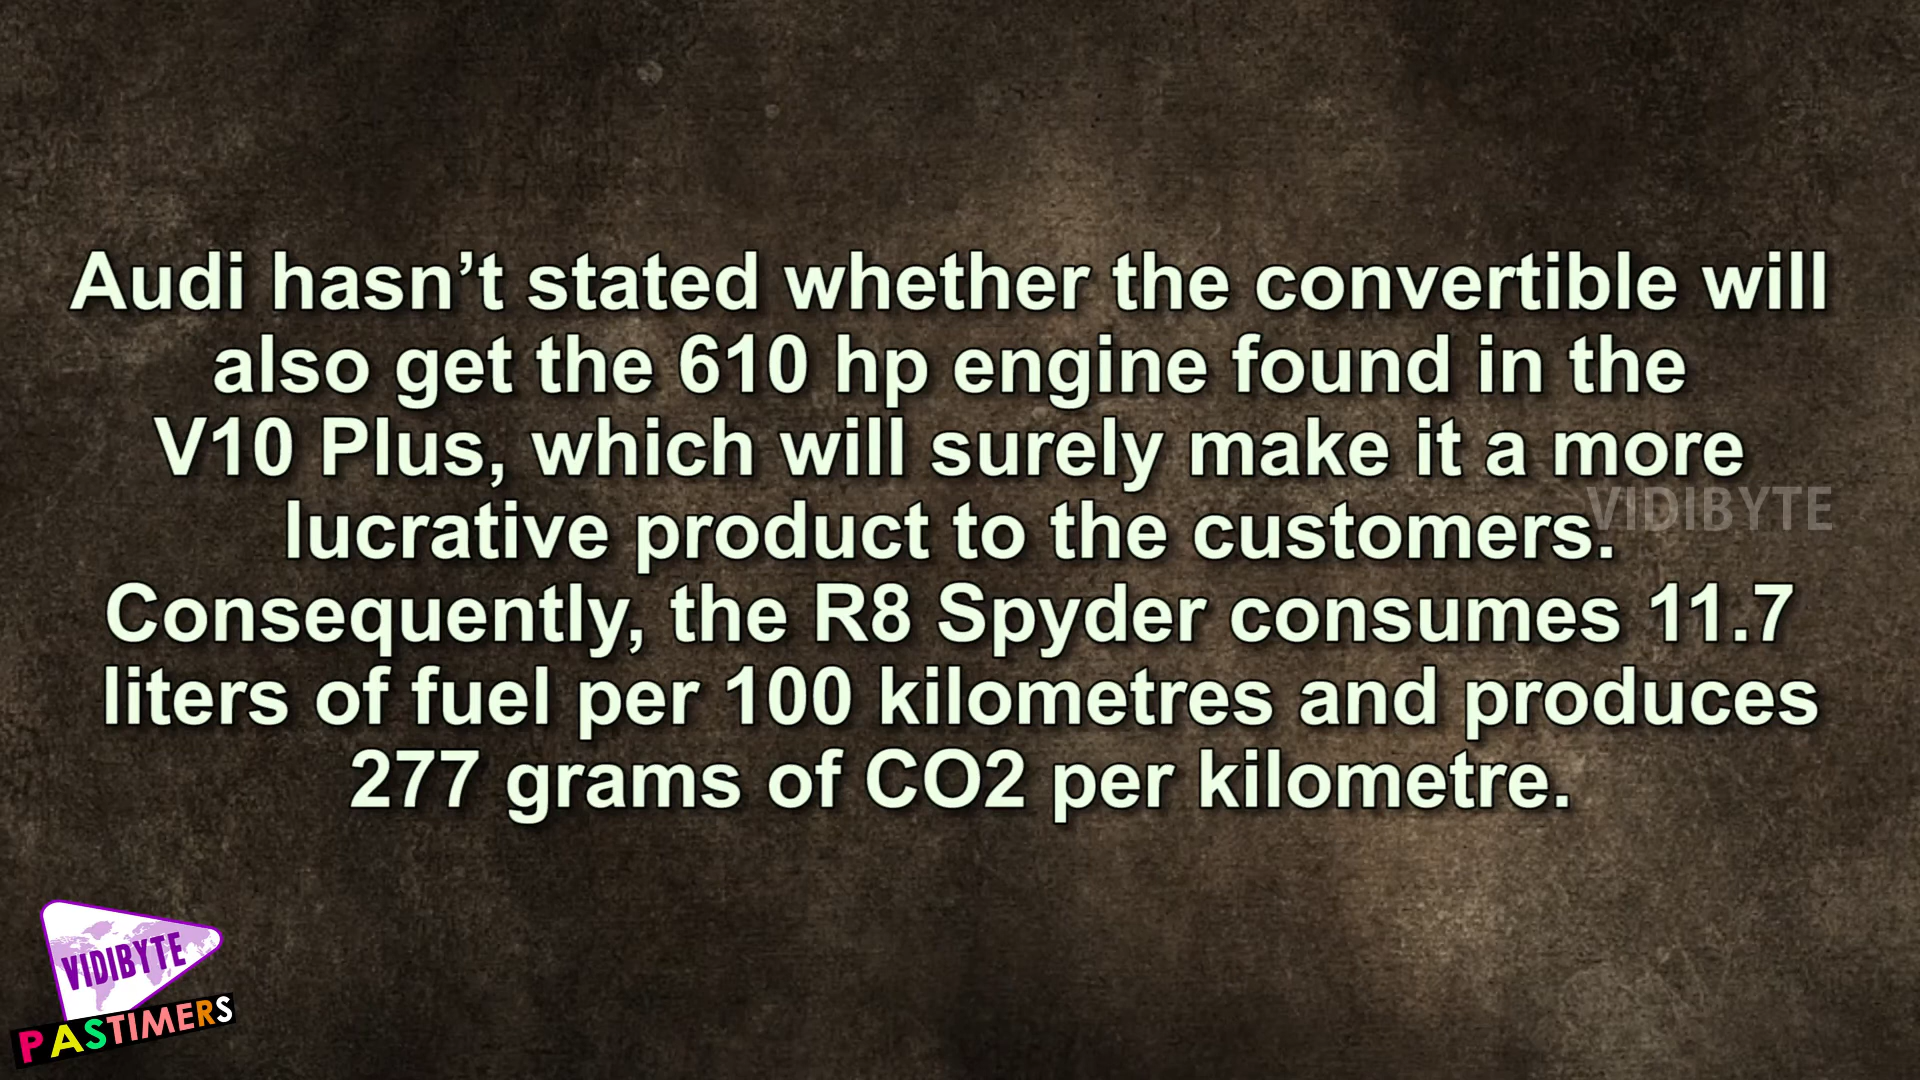 Audi hasn’t stated whether the convertible will
also get the 610 hp engine found in the
V10 Plus, which will surely make it a more
lucrative product to the customers.
VIDIBYTE
Consequently, the R8 Spyder consumes 11.7
liters of fuel per 100 kilometres and produces
277 grams of CO2 per kilometre.
VIDIBYTE
PASTIMERS